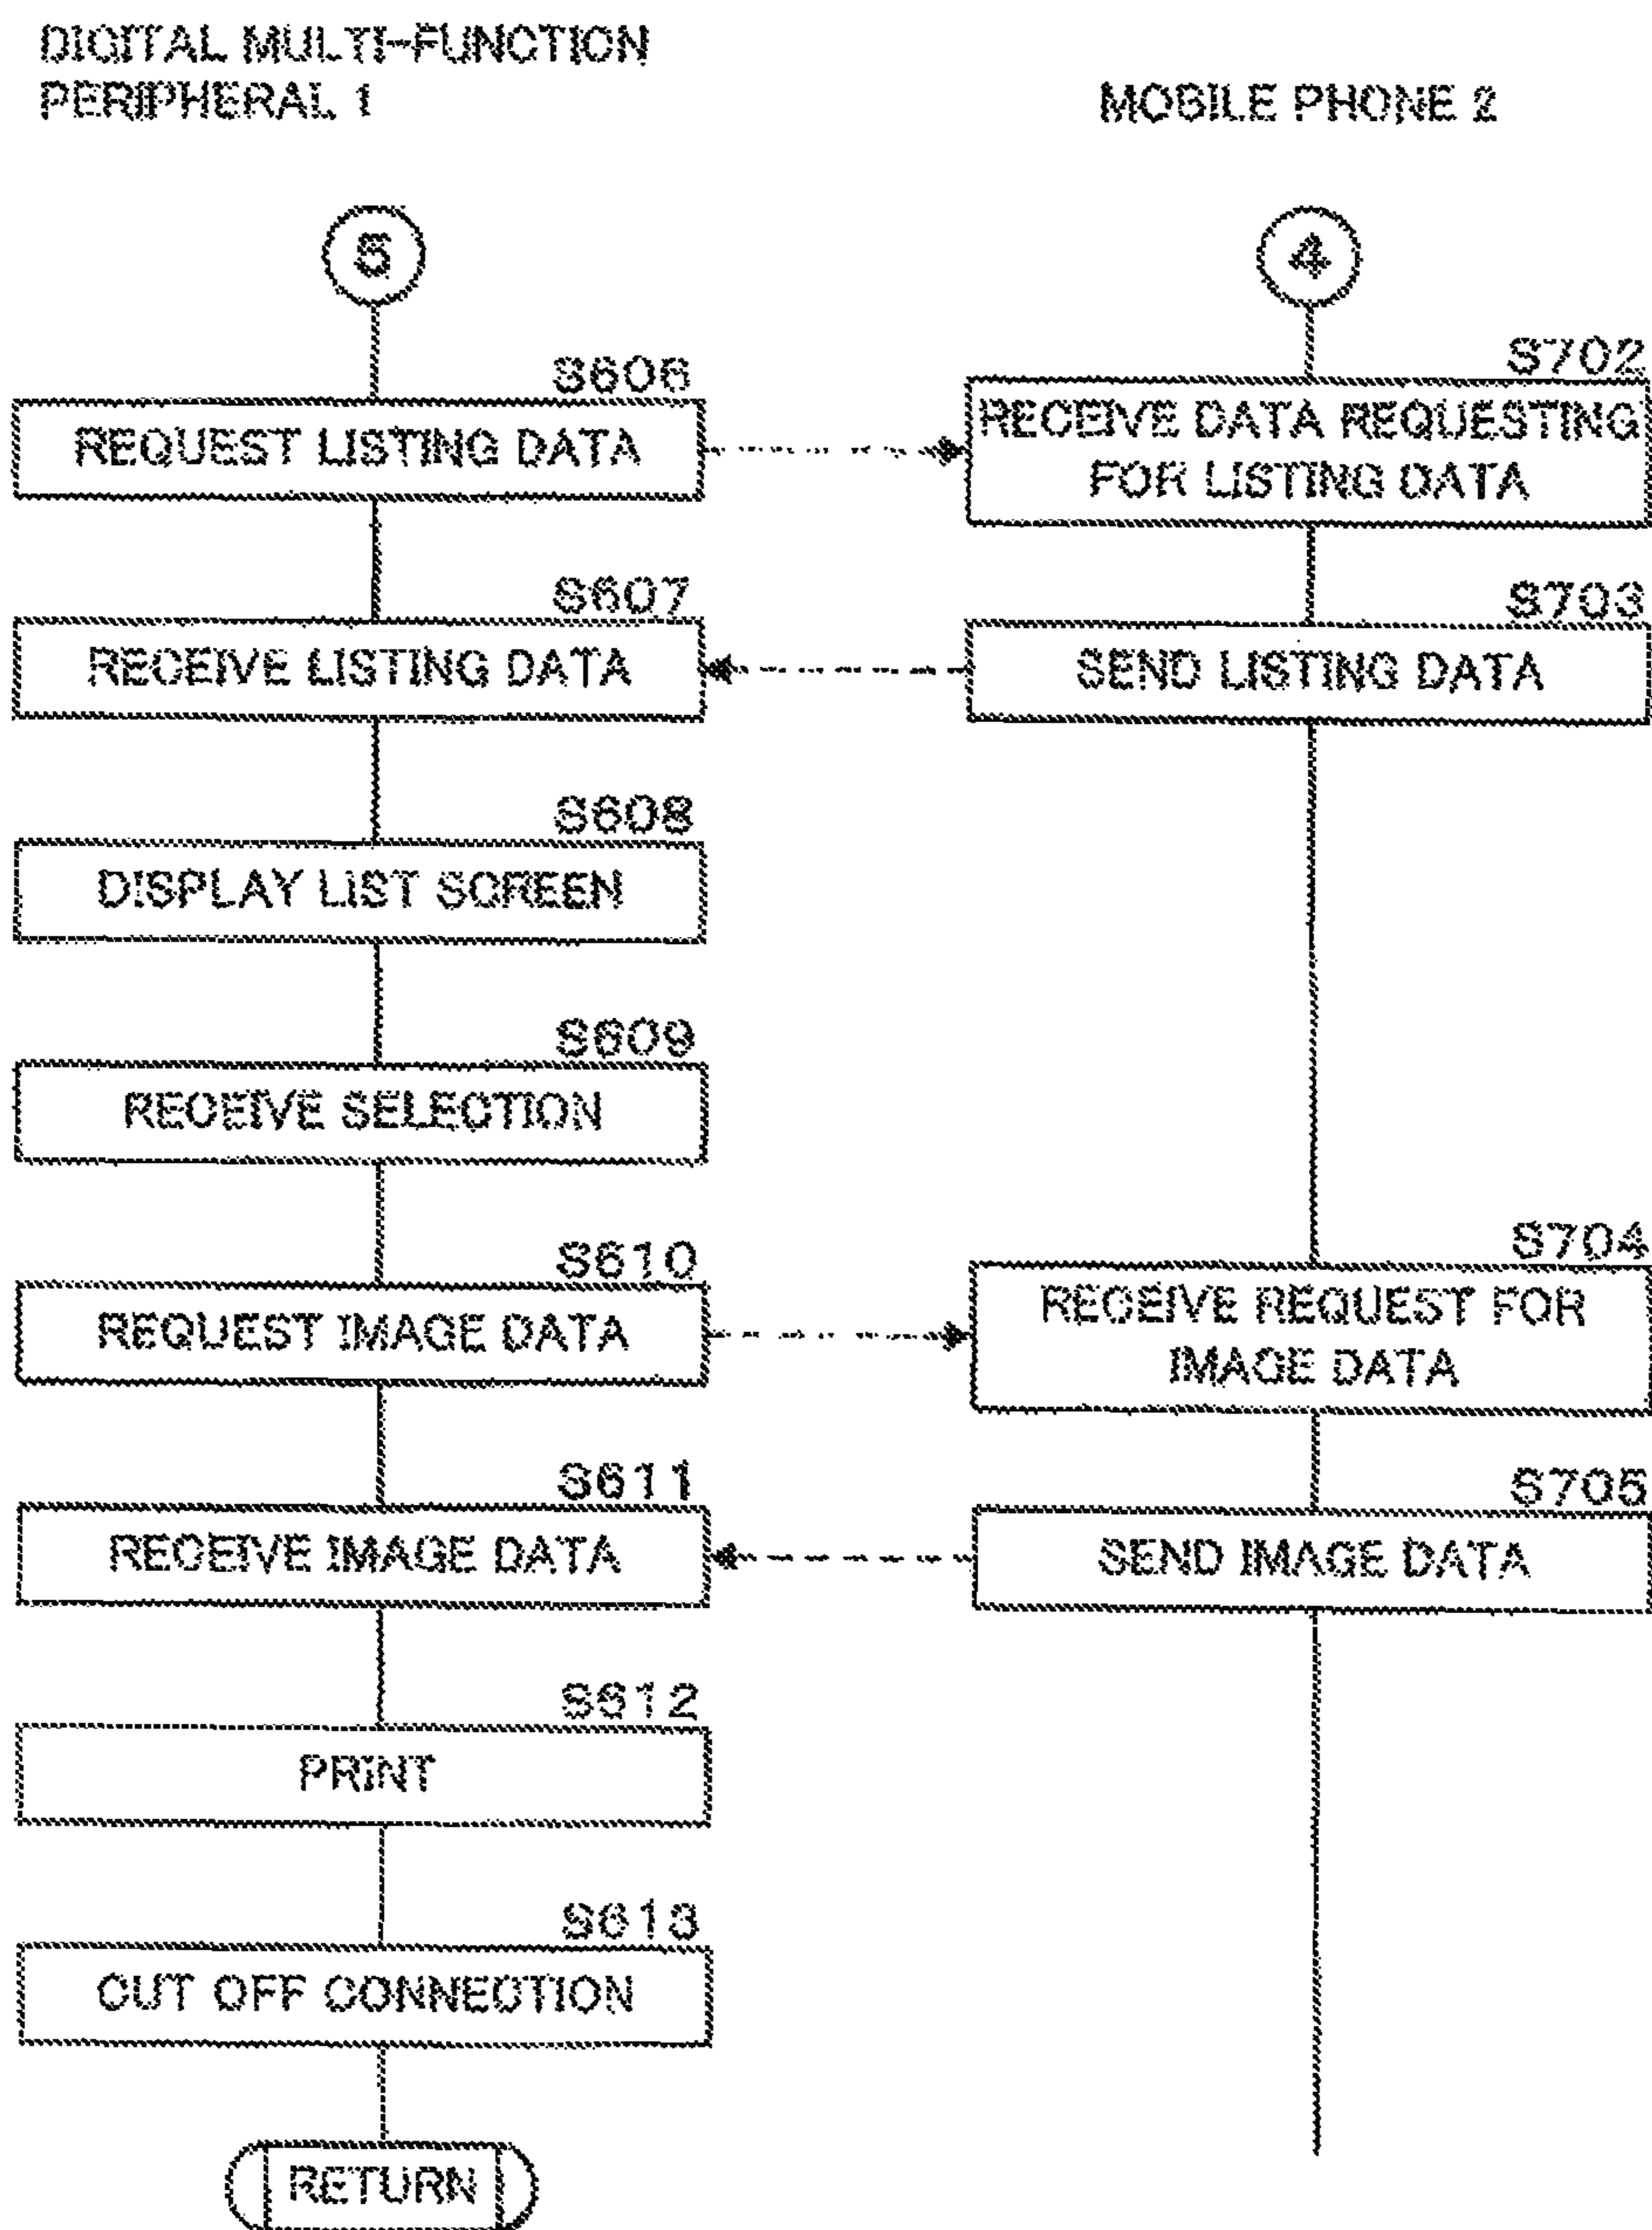 DIGITAL MULTI-FUNCTION
PERIPHERAL 1
MOBILE PHONE 2
5
4
S606
REQUEST LISTING DATA
S702
RECEIVE DATA REQUESTING
FOR LISTING DATA
S607
RECEIVE LISTING DATA
S703
SEND LISTING DATA
S608
DISPLAY LIST SCREEN
S609
RECEIVE SELECTION
S610
REQUEST IMAGE DATA
S704
RECEIVE REQUEST FOR
IMAGE DATA
S611
RECEIVE IMAGE DATA
S705
SEND IMAGE DATA
S612
PRINT
S613
CUT OFF CONNECTION
RETURN